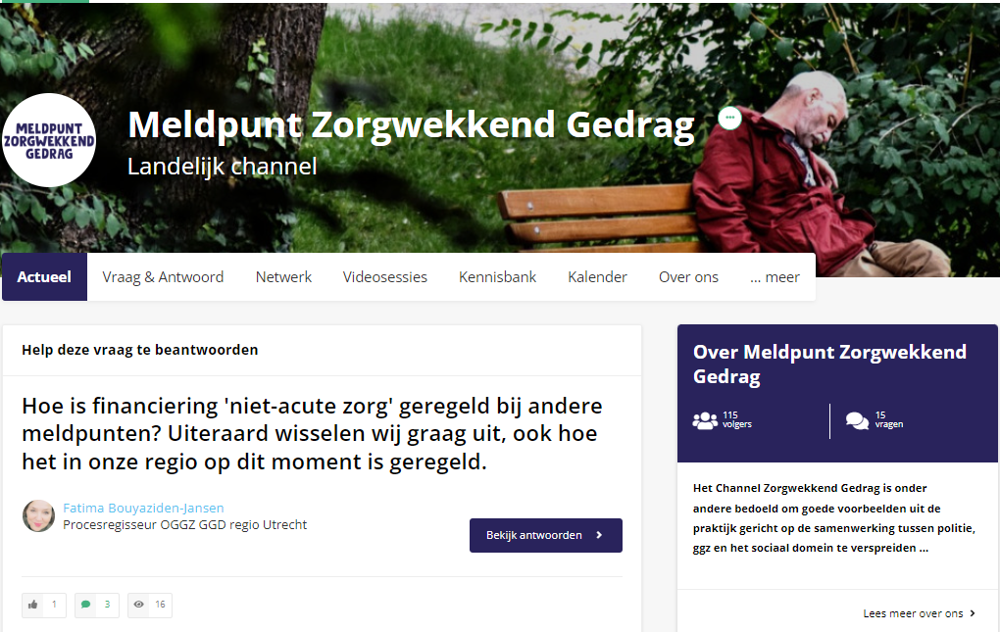 MELDPUNT
ZORGWEKKEND
GEDRAG
Meldpunt Zorgwekkend Gedrag
Landelijk channel
Actueel
Vraag & Antwoord
Netwerk
Videosessies
Kennisbank
Kalender
Over ons
... meer
Help deze vraag te beantwoorden
Hoe is financiering 'niet-acute zorg' geregeld bij andere
meldpunten? Uiteraard wisselen wij graag uit, ook hoe
het in onze regio op dit moment is geregeld.
Fatima Bouyaziden-Jansen
Procesregisseur OGGZ GGD regio Utrecht
Bekijk antwoorden
1
3
16
Over Meldpunt Zorgwekkend
Gedrag
115
volgers
15
vragen
Het Channel Zorgwekkend Gedrag is onder
andere bedoeld om goede voorbeelden uit de
praktijk gericht op de samenwerking tussen politie,
ggz en het sociaal domein te verspreiden ...
Lees meer over ons